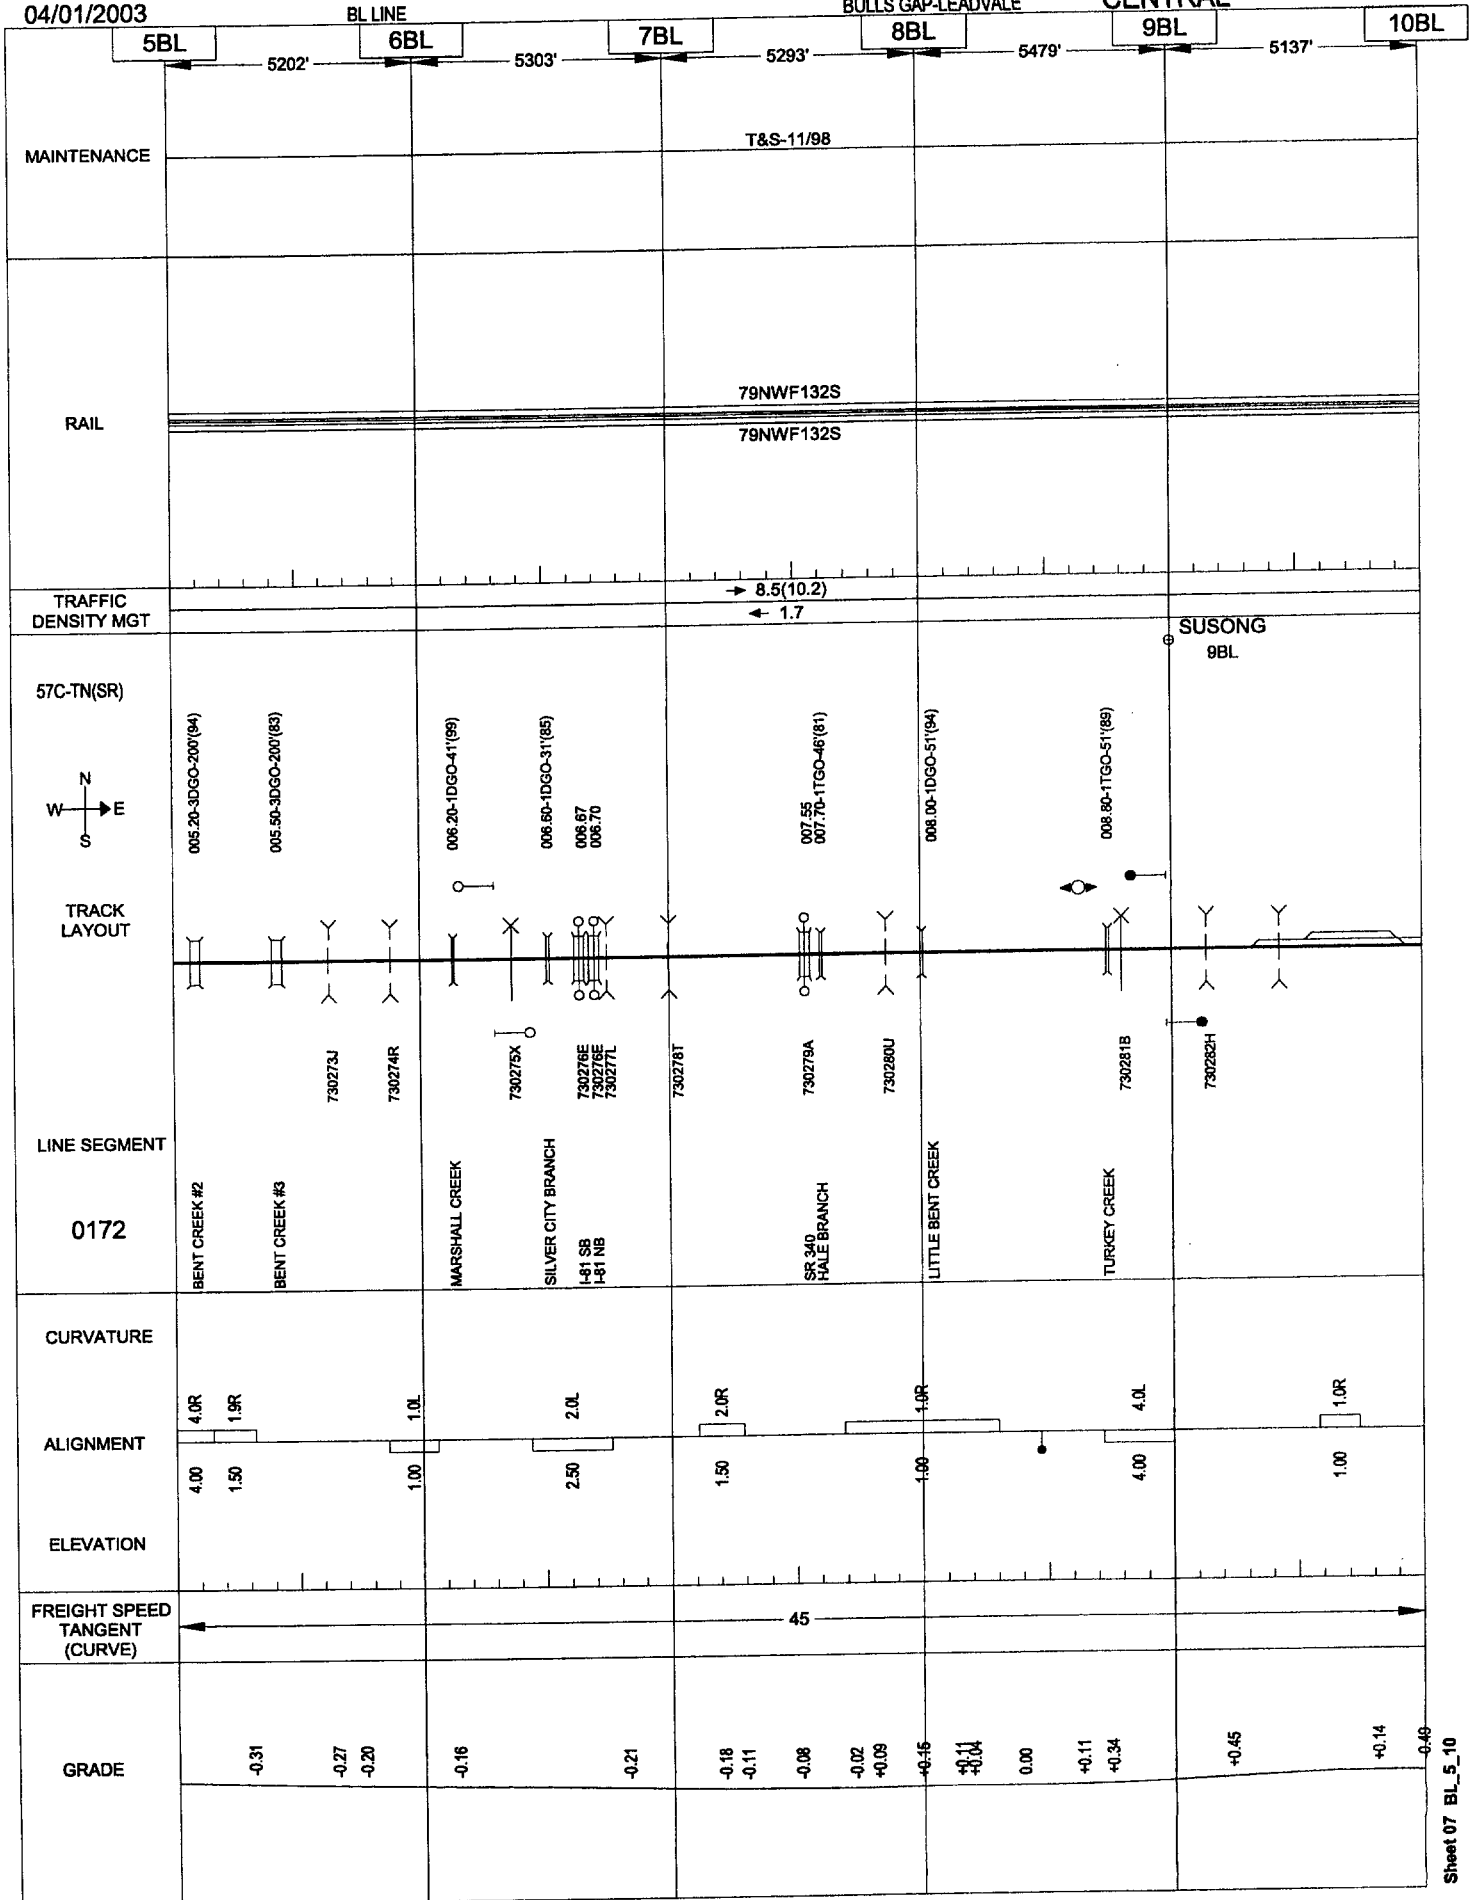 04/01/2003
BL LINE
BULLS GAP-LEADVALE
CENTRAL
5BL
6BL
7BL
8BL
9BL
10BL
5202'
5303'
5293'
5479'
5137'
MAINTENANCE
T&S-11/98
RAIL
79NWF132S
79NWF132S
TRAFFIC
DENSITY MGT
8.5(10.2)
1.7
SUSONG
9BL
57C-TN(SR)
N
W E
S
005.20-3DGO-200'(94)
005.50-3DGO-200'(83)
006.20-1DGO-41'(99)
006.60-1DGO-31'(85)
006.67
006.70
007.55
007.70-1TGO-46'(81)
008.00-1DGO-51'(94)
008.80-1TGO-51'(89)
TRACK
LAYOUT
730273J
730274R
730275X
730276E
730276E
730277L
730278T
730279A
730280U
730281B
730282H
LINE SEGMENT
0172
BENT CREEK #2
BENT CREEK #3
MARSHALL CREEK
SILVER CITY BRANCH
I-81 SB
I-81 NB
SR 340
HALE BRANCH
LITTLE BENT CREEK
TURKEY CREEK
CURVATURE
4.0R
1.9R
1.0L
2.0L
2.0R
1.0R
4.0L
1.0R
ALIGNMENT
4.00
1.50
1.00
2.50
1.50
1.00
4.00
1.00
ELEVATION
FREIGHT SPEED
TANGENT
(CURVE)
45
GRADE
-0.31
-0.27
-0.20
-0.16
-0.21
-0.18
-0.11
-0.08
-0.02
+0.09
+0.15
+0.11
+0.04
0.00
+0.11
+0.34
+0.45
+0.14
-0.49
Sheet 07 BL_5_10